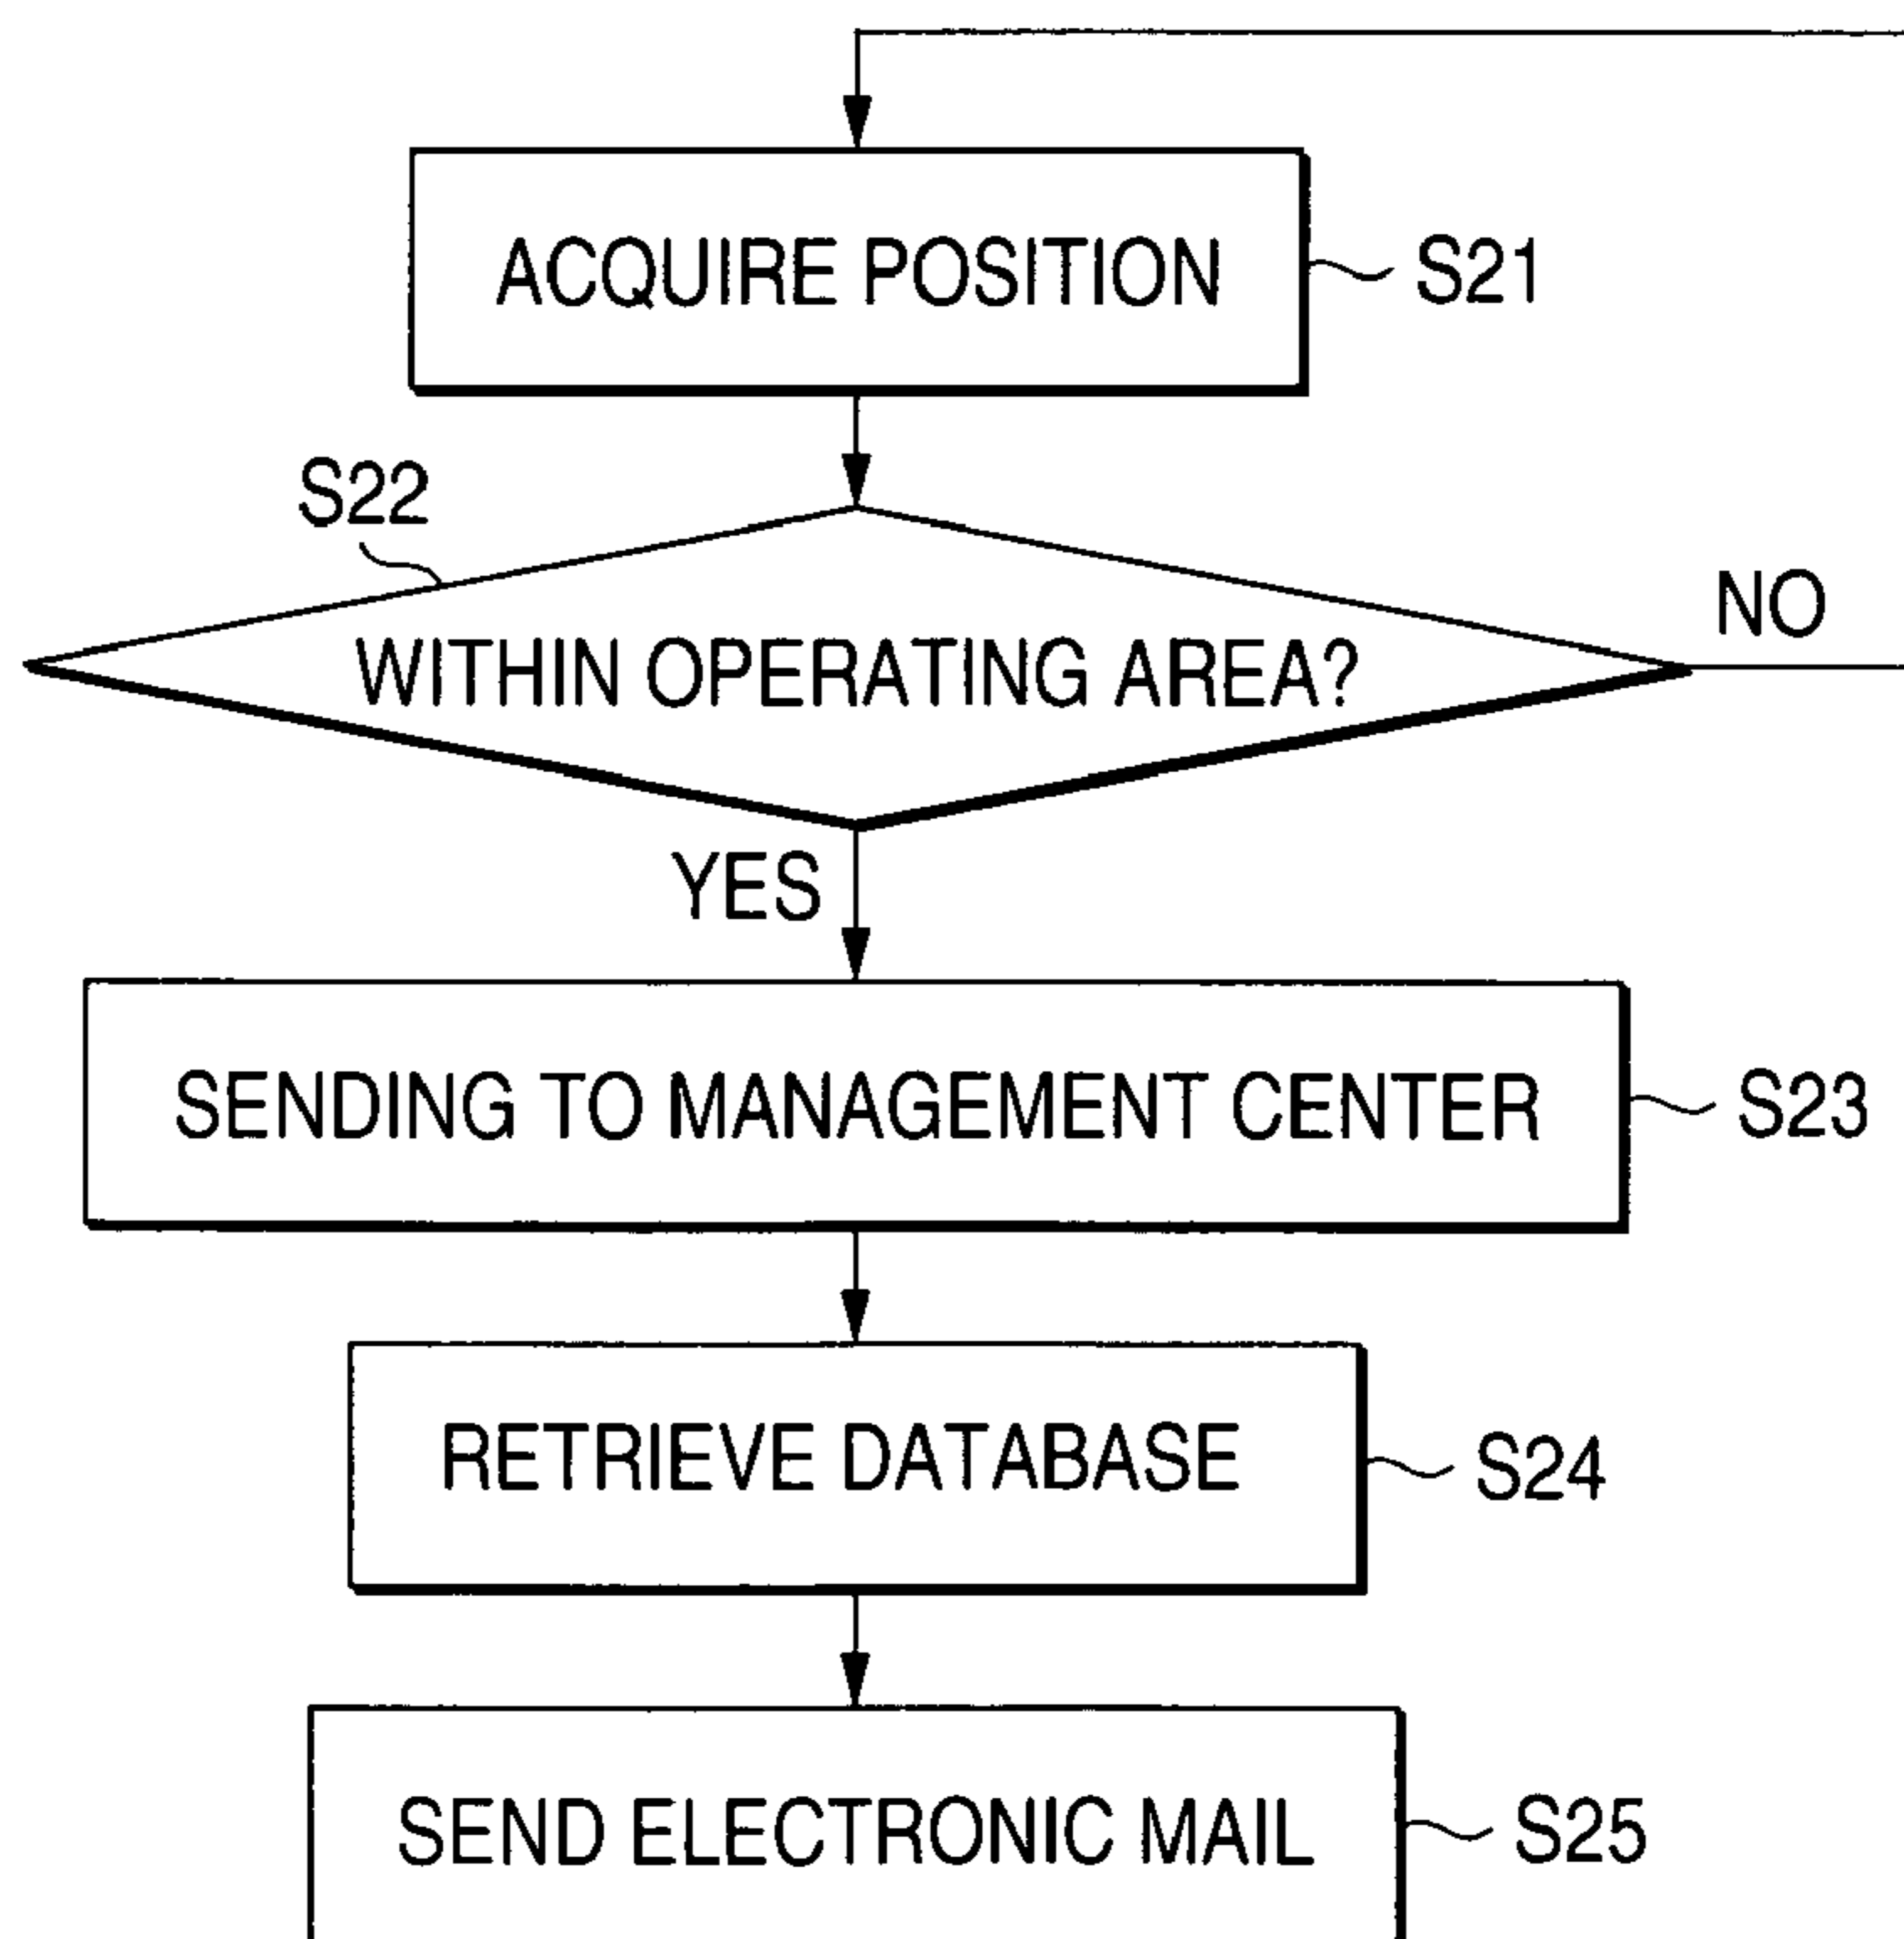 ACQUIRE POSITION
S21
S22
WITHIN OPERATING AREA?
NO
YES
SENDING TO MANAGEMENT CENTER
S23
RETRIEVE DATABASE
S24
SEND ELECTRONIC MAIL
S25